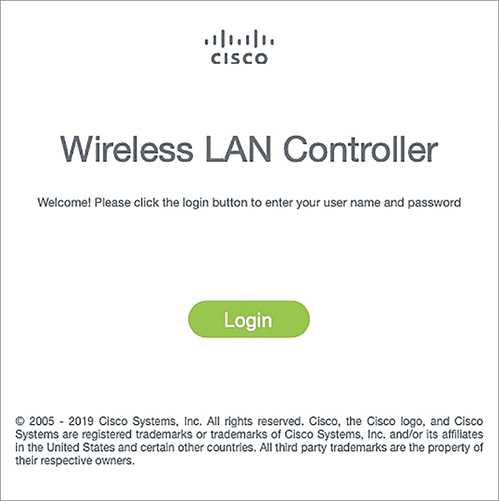 CISCO
Wireless LAN Controller
Welcome! Please click the login button to enter your user name and password
Login
© 2005 - 2019 Cisco Systems, Inc. All rights reserved. Cisco, the Cisco logo, and Cisco
Systems are registered trademarks or trademarks of Cisco Systems, Inc. and/or its affiliates
in the United States and certain other countries. All third party trademarks are the property of
their respective owners.